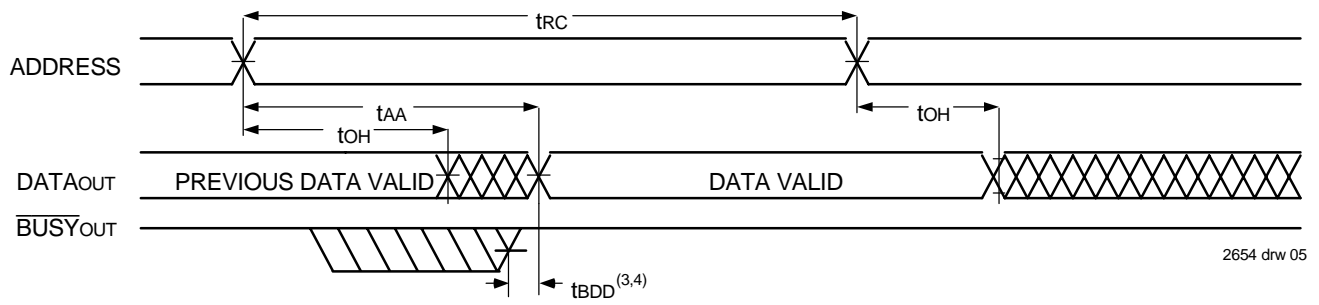 tRC
ADDRESS
tAA
tOH
tOH
DATAOUT
PREVIOUS DATA VALID
DATA VALID
BUSYOUT
2654 drw 05
tBDD(3,4)